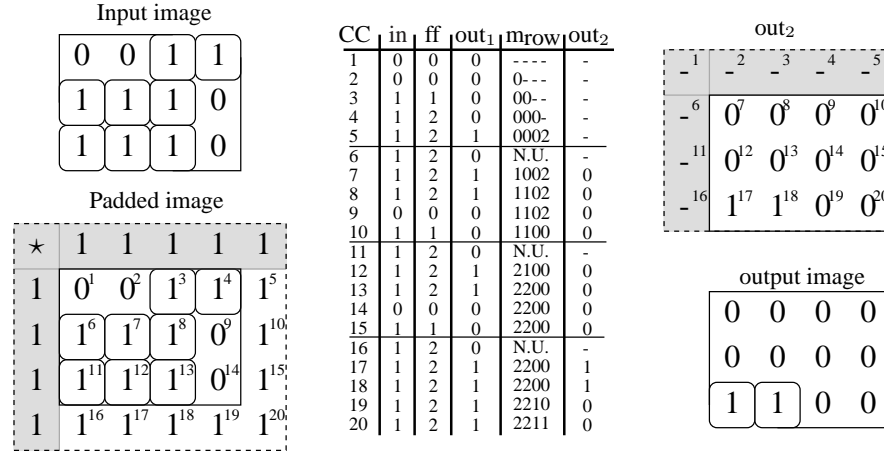 Input image
0 0 1 1
1 1 1 0
1 1 1 0
Padded image
⋆ 1 1 1 1 1
1 0¹ 0² 1³ 1⁴ 1⁵
1 1⁶ 1⁷ 1⁸ 0⁹ 1¹⁰
1 1¹¹ 1¹² 1¹³ 0¹⁴ 1¹⁵
1 1¹⁶ 1¹⁷ 1¹⁸ 1¹⁹ 1²⁰
CC in ff out₁ mrow out₂
1 0 0 0 ---- -
2 0 0 0 0--- -
3 1 1 0 00-- -
4 1 2 0 000- -
5 1 2 1 0002 -
6 1 2 0 N.U. -
7 1 2 1 1002 0
8 1 2 1 1102 0
9 0 0 0 1102 0
10 1 1 0 1100 0
11 1 2 0 N.U. -
12 1 2 1 2100 0
13 1 2 1 2200 0
14 0 0 0 2200 0
15 1 1 0 2200 0
16 1 2 0 N.U. -
17 1 2 1 2200 1
18 1 2 1 2200 1
19 1 2 1 2210 0
20 1 2 1 2211 0
out₂
-¹ -² -³ -⁴ -⁵
-⁶ 0⁷ 0⁸ 0⁹ 0¹⁰
-¹¹ 0¹² 0¹³ 0¹⁴ 0¹⁵
-¹⁶ 1¹⁷ 1¹⁸ 0¹⁹ 0²⁰
output image
0 0 0 0
0 0 0 0
1 1 0 0